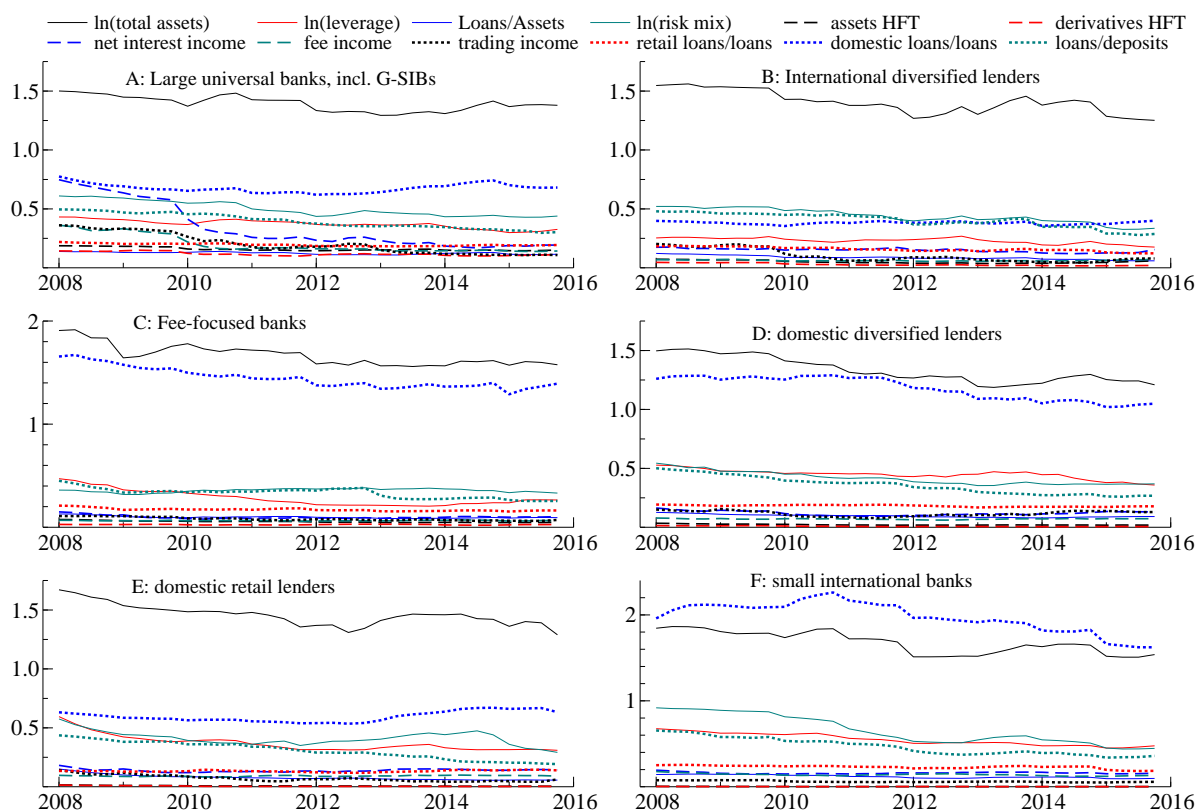 ln(total assets) ln(leverage) Loans/Assets ln(risk mix) assets HFT derivatives HFT
net interest income fee income trading income retail loans/loans domestic loans/loans loans/deposits
A: Large universal banks, incl. G-SIBs
1.5
1.0
0.5
2008 2010 2012 2014 2016
B: International diversified lenders
1.5
1.0
0.5
2008 2010 2012 2014 2016
C: Fee-focused banks
2
1
2008 2010 2012 2014 2016
D: domestic diversified lenders
1.5
1.0
0.5
2008 2010 2012 2014 2016
E: domestic retail lenders
1.5
1.0
0.5
2008 2010 2012 2014 2016
F: small international banks
2
1
2008 2010 2012 2014 2016